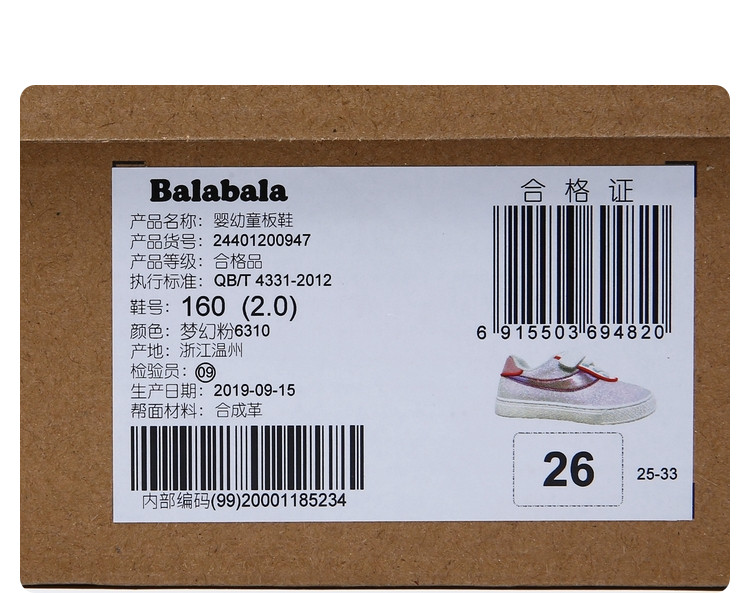 Balabala
产品名称：婴幼童板鞋
产品货号：24401200947
产品等级：合格品
执行标准：QB/T 4331-2012
鞋号：160 (2.0)
颜色：梦幻粉6310
产地：浙江温州
检验员：09
生产日期：2019-09-15
帮面材料：合成革
内部编码(99)20001185234
合格证
6 915503 694820
26
25-33